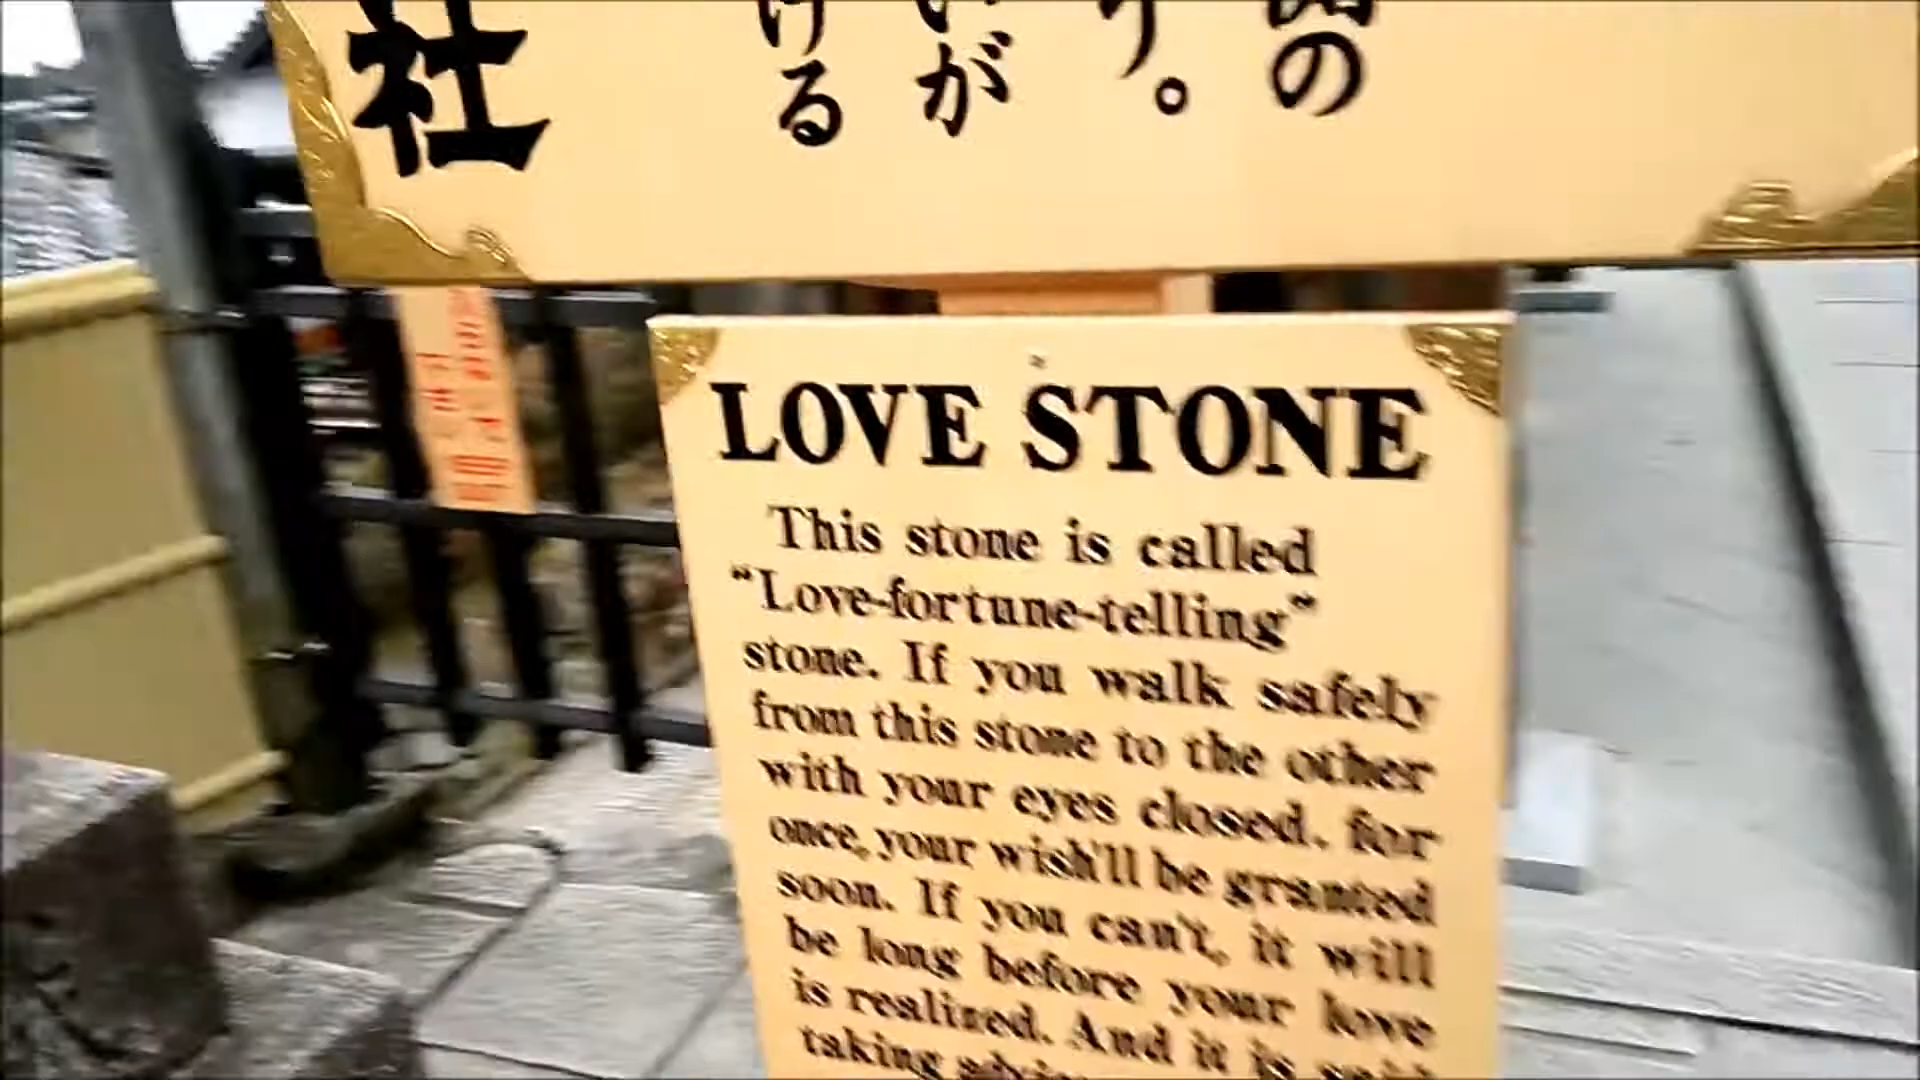 の
り。
いが
ける
社
LOVE STONE
This stone is called
“Love-fortune-telling”
stone. If you walk safely
from this stone to the other
with your eyes closed. for
once, your wish'll be granted
soon. If you can't, it will
be long before your love
is realized. And it is said
taking